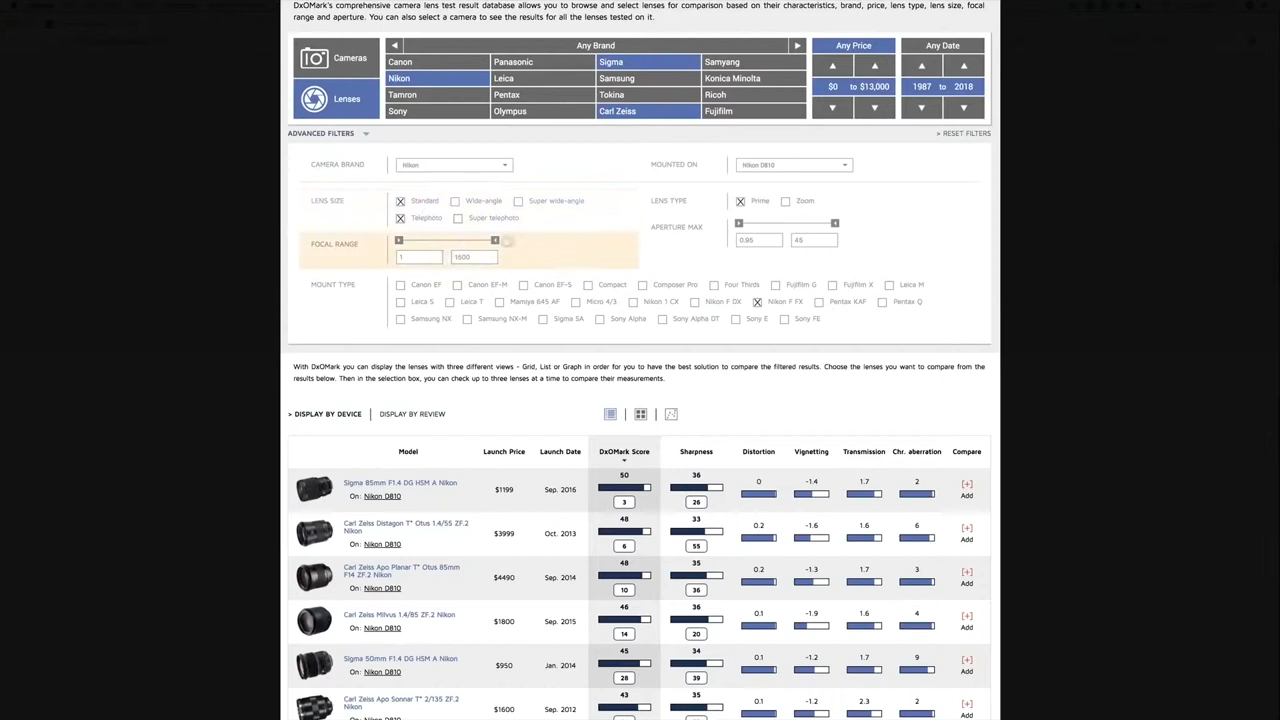 DxOMark's comprehensive camera lens test result database allows you to browse and select lenses for comparison based on their characteristics, brand, price, lens type, lens size, focal
range and aperture. You can also select a camera to see the results for all the lenses tested on it.
Cameras
Lenses
Any Brand
Canon Panasonic Sigma Samyang
Nikon Leica Samsung Konica Minolta
Tamron Pentax Tokina Ricoh
Sony Olympus Carl Zeiss Fujifilm
Any Price
$0 to $13,000
Any Date
1987 to 2018
ADVANCED FILTERS
> RESET FILTERS
CAMERA BRAND Nikon
MOUNTED ON Nikon D810
LENS SIZE Standard Wide-angle Super wide-angle
Telephoto Super telephoto
LENS TYPE Prime Zoom
APERTURE MAX
0.95 45
FOCAL RANGE
1 1600
MOUNT TYPE Canon EF Canon EF-M Canon EF-S Compact Composer Pro Four Thirds Fujifilm G Fujifilm X Leica M
Leica S Leica T Mamiya 645 AF Micro 4/3 Nikon 1 CX Nikon F DX Nikon F FX Pentax KAF Pentax Q
Samsung NX Samsung NX-M Sigma SA Sony Alpha Sony Alpha DT Sony E Sony FE
With DxOMark you can display the lenses with three different views - Grid, List or Graph in order for you to have the best solution to compare the filtered results. Choose the lenses you want to compare from the
results below. Then in the selection box, you can check up to three lenses at a time to compare their measurements.
> DISPLAY BY DEVICE DISPLAY BY REVIEW
Model Launch Price Launch Date DxOMark Score Sharpness Distortion Vignetting Transmission Chr. aberration Compare
Sigma 85mm F1.4 DG HSM A Nikon
On: Nikon D810
$1199 Sep. 2016 50 36 0 -1.4 1.7 2 [+]
3 26 Add
Carl Zeiss Distagon T* Otus 1.4/55 ZF.2
Nikon
On: Nikon D810
$3999 Oct. 2013 48 33 0.2 -1.6 1.6 6 [+]
6 55 Add
Carl Zeiss Apo Planar T* Otus 85mm
F14 ZF.2 Nikon
On: Nikon D810
$4490 Sep. 2014 48 35 0.2 -1.3 1.7 3 [+]
10 36 Add
Carl Zeiss Milvus 1.4/85 ZF.2 Nikon
On: Nikon D810
$1800 Sep. 2015 46 36 0.1 -1.9 1.6 4 [+]
14 20 Add
Sigma 50mm F1.4 DG HSM A Nikon
On: Nikon D810
$950 Jan. 2014 45 34 0.1 -1.2 1.7 9 [+]
28 39 Add
Carl Zeiss Apo Sonnar T* 2/135 ZF.2
Nikon
On: Nikon D810
$1600 Sep. 2012 43 35 0.1 -1.2 2.3 2 [+]
Add